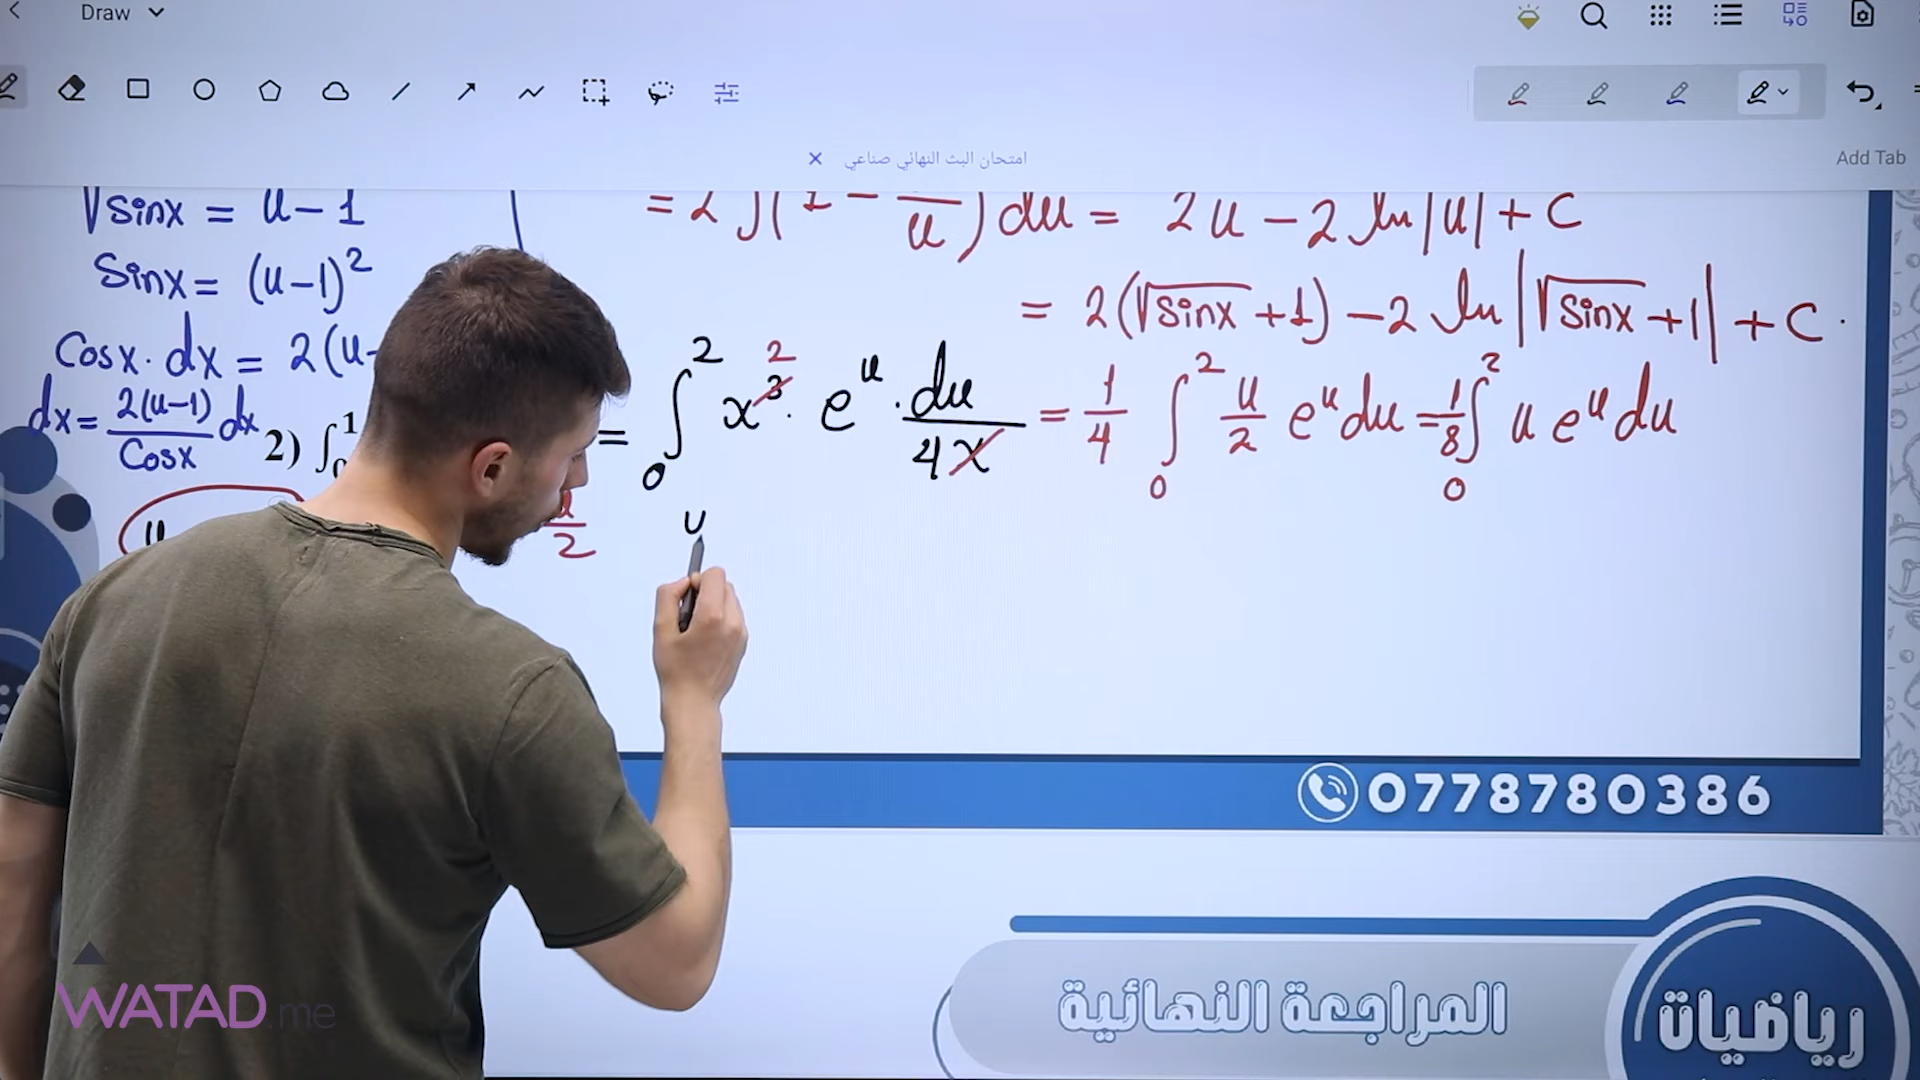 Draw
امتحان البث النهائي صناعي
Add Tab
√sinx = u - 1
= 2∫(1 - /u) du = 2u - 2 ln|u| + C
Sinx = (u-1)²
= 2(√sinx + 1) - 2 ln|√sinx + 1| + C.
Cosx. dx = 2(u-
dx = 2(u-1)/Cosx dx
2) ∫₀¹
= ∫₀² x³². eᵘ . du/4x = 1/4 ∫₀² u/2 eᵘ du = 1/8 ∫₀² u eᵘ du
u
u/2
u
0778780386
المراجعة النهائية
رياضيات
WATAD.me